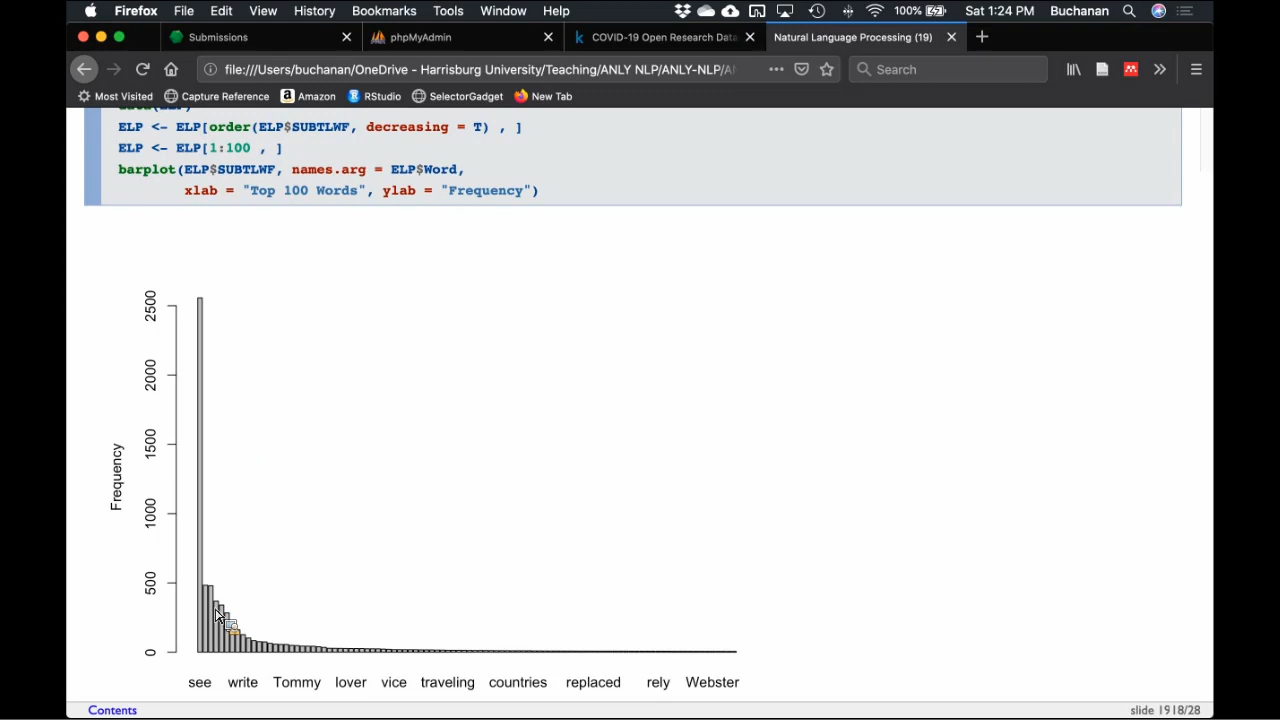 Firefox File Edit View History Bookmarks Tools Window Help 100% Sat 1:24 PM Buchanan
Submissions phpMyAdmin COVID-19 Open Research Data Natural Language Processing (19)
file:///Users/buchanan/OneDrive - Harrisburg University/Teaching/ANLY NLP/ANLY-NLP/ Search
Most Visited Capture Reference Amazon RStudio SelectorGadget New Tab
data(ELP)
ELP <- ELP[order(ELP$SUBTLWF, decreasing = T) , ]
ELP <- ELP[1:100 , ]
barplot(ELP$SUBTLWF, names.arg = ELP$Word,
xlab = "Top 100 Words", ylab = "Frequency")
2500
2000
1500
1000
500
0
Frequency
see write Tommy lover vice traveling countries replaced rely Webster
Contents slide 1918/28